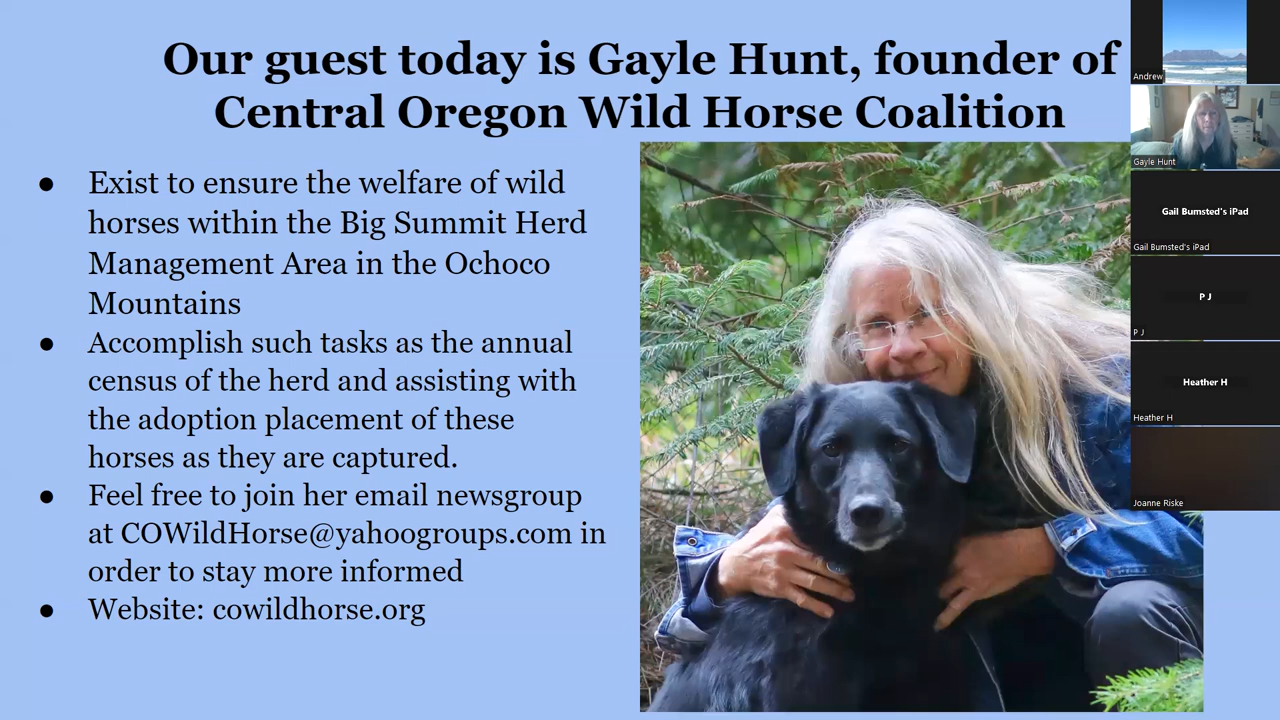 Our guest today is Gayle Hunt, founder of
Central Oregon Wild Horse Coalition
● Exist to ensure the welfare of wild
horses within the Big Summit Herd
Management Area in the Ochoco
Mountains
● Accomplish such tasks as the annual
census of the herd and assisting with
the adoption placement of these
horses as they are captured.
● Feel free to join her email newsgroup
at COWildHorse@yahoogroups.com in
order to stay more informed
● Website: cowildhorse.org
Andrew
Gayle Hunt
Gail Bumsted's iPad
Gail Bumsted's iPad
P J
P J
Heather H
Heather H
Joanne Riske